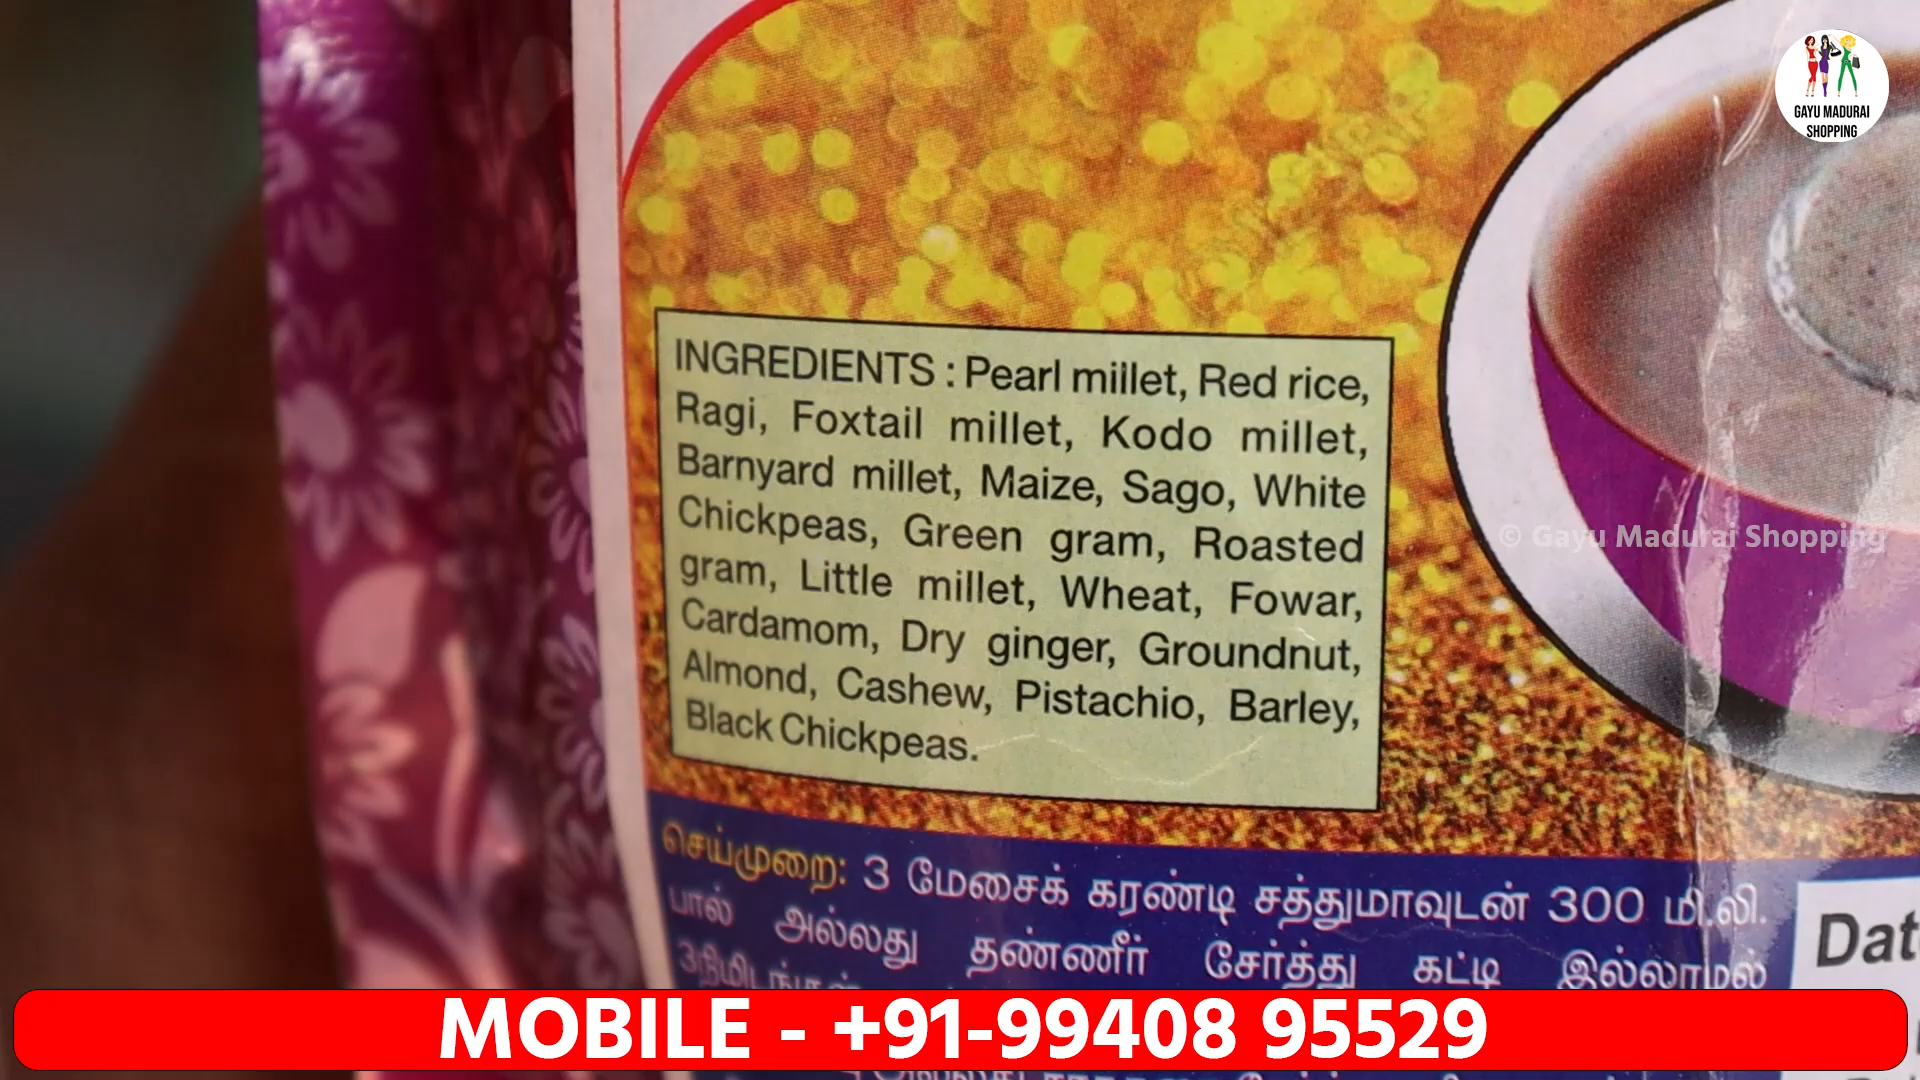 GAYU MADURAI
SHOPPING
INGREDIENTS : Pearl millet, Red rice,
Ragi, Foxtail millet, Kodo millet,
Barnyard millet, Maize, Sago, White
Chickpeas, Green gram, Roasted
gram, Little millet, Wheat, Fowar,
Cardamom, Dry ginger, Groundnut,
Almond, Cashew, Pistachio, Barley,
Black Chickpeas.
© Gayu Madurai Shopping
செய்முறை: 3 மேசைக் கரண்டி சத்துமாவுடன் 300 மி.லி.
பால் அல்லது தண்ணீர் சேர்த்து கட்டி இல்லாமல்
Dat
MOBILE - +91-99408 95529